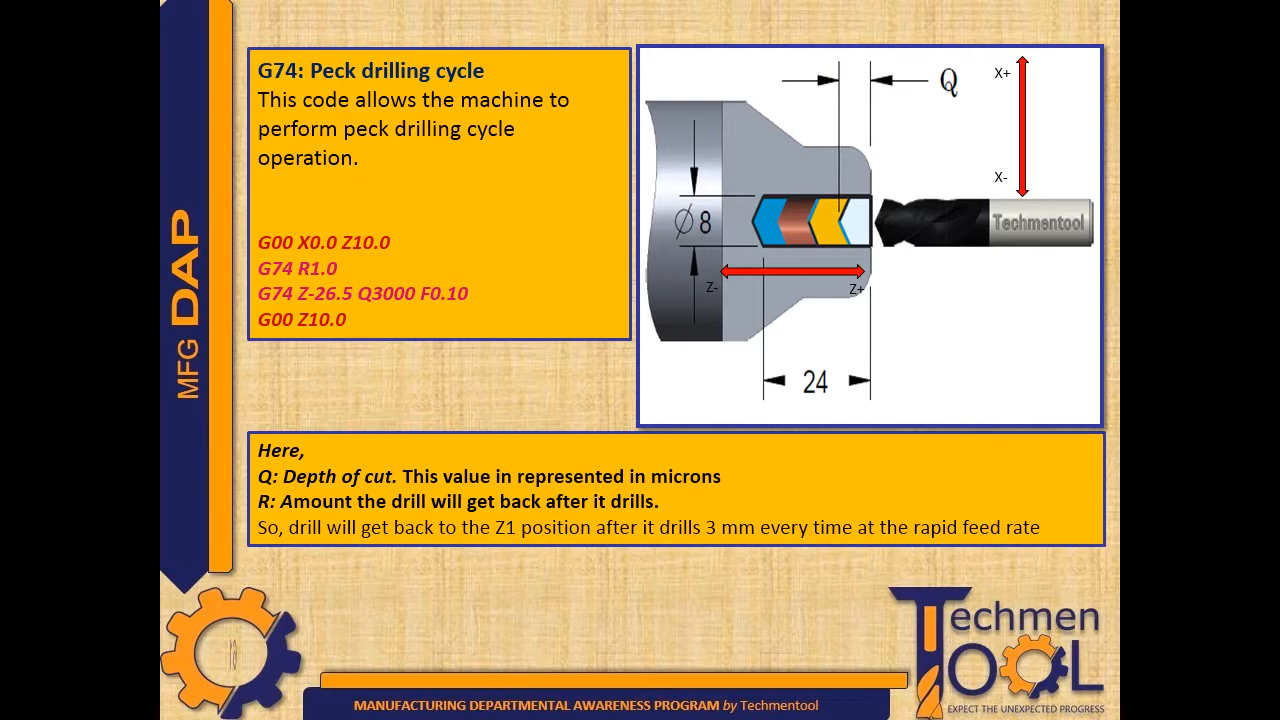 G74: Peck drilling cycle
This code allows the machine to
perform peck drilling cycle
operation.
G00 X0.0 Z10.0
G74 R1.0
G74 Z-26.5 Q3000 F0.10
G00 Z10.0
Q
X+
X-
Ø 8
Techmentool
Z-
Z+
24
MFG DAP
Here,
Q: Depth of cut. This value in represented in microns
R: Amount the drill will get back after it drills.
So, drill will get back to the Z1 position after it drills 3 mm every time at the rapid feed rate
Techmen
TOOL
EXPECT THE UNEXPECTED PROGRESS
MANUFACTURING DEPARTMENTAL AWARENESS PROGRAM by Techmentool